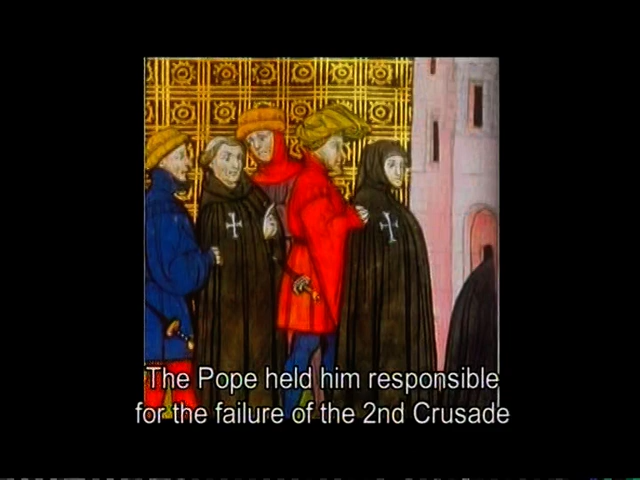 The Pope held him responsible
for the failure of the 2nd Crusade